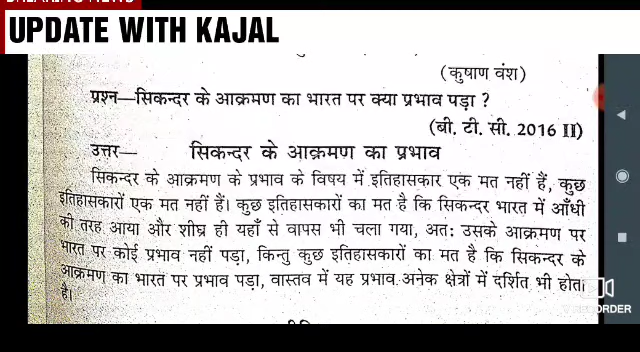 BREAKING NEWS
UPDATE WITH KAJAL
(कुषाण वंश)
प्रश्न—सिकन्दर के आक्रमण का भारत पर क्या प्रभाव पड़ा ?
(बी. टी. सी. 2016 II)
उत्तर— सिकन्दर के आक्रमण का प्रभाव
सिकन्दर के आक्रमण के प्रभाव के विषय में इतिहासकार एक मत नहीं हैं, कुछ
इतिहासकारों एक मत नहीं हैं। कुछ इतिहासकारों का मत है कि सिकन्दर भारत में आँधी
की तरह आया और शीघ्र ही यहाँ से वापस भी चला गया, अतः उसके आक्रमण पर
भारत पर कोई प्रभाव नहीं पड़ा, किन्तु कुछ इतिहासकारों का मत है कि सिकन्दर के
आक्रमण का भारत पर प्रभाव पड़ा, वास्तव में यह प्रभाव अनेक क्षेत्रों में दर्शित भी होता
है।
ORDER